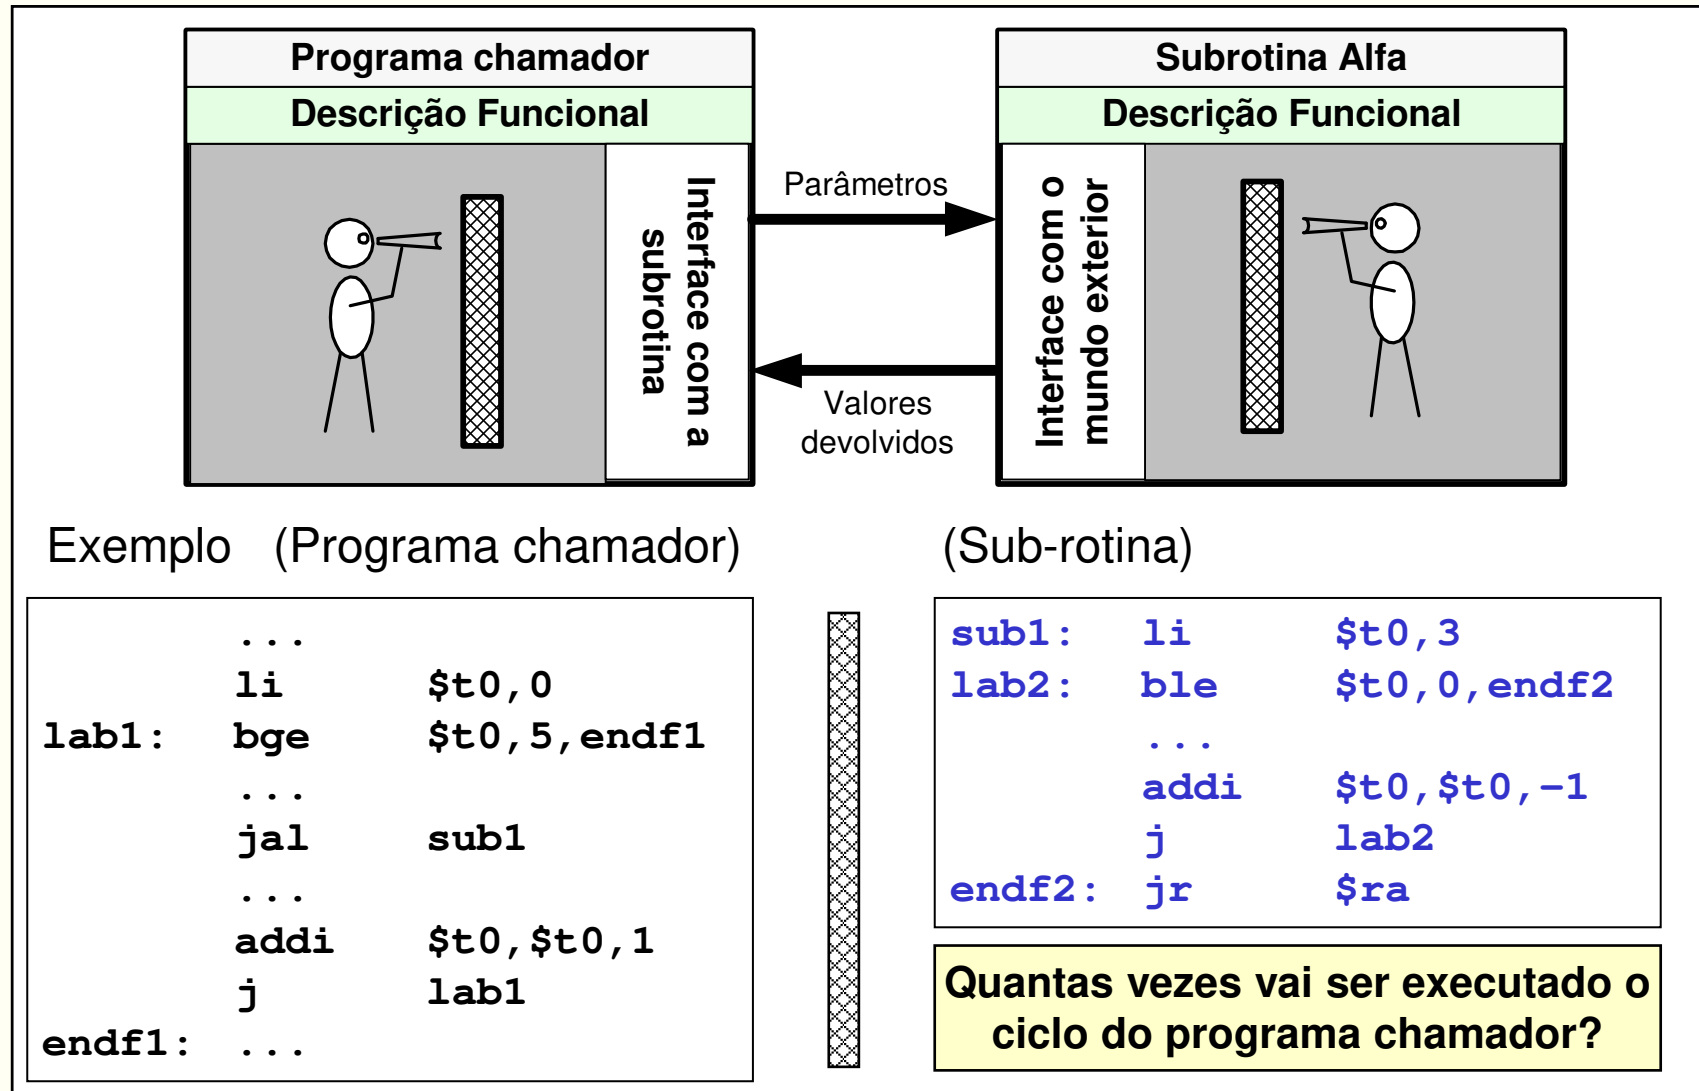 Programa chamador
Descrição Funcional
Interface com a
subrotina
Parâmetros
Valores
devolvidos
Subrotina Alfa
Descrição Funcional
Interface com o
mundo exterior
Exemplo (Programa chamador)
...
li $t0,0
lab1: bge $t0,5,endf1
...
jal sub1
...
addi $t0,$t0,1
j lab1
endf1: ...
(Sub-rotina)
sub1: li $t0,3
lab2: ble $t0,0,endf2
...
addi $t0,$t0,–1
j lab2
endf2: jr $ra
Quantas vezes vai ser executado o
ciclo do programa chamador?